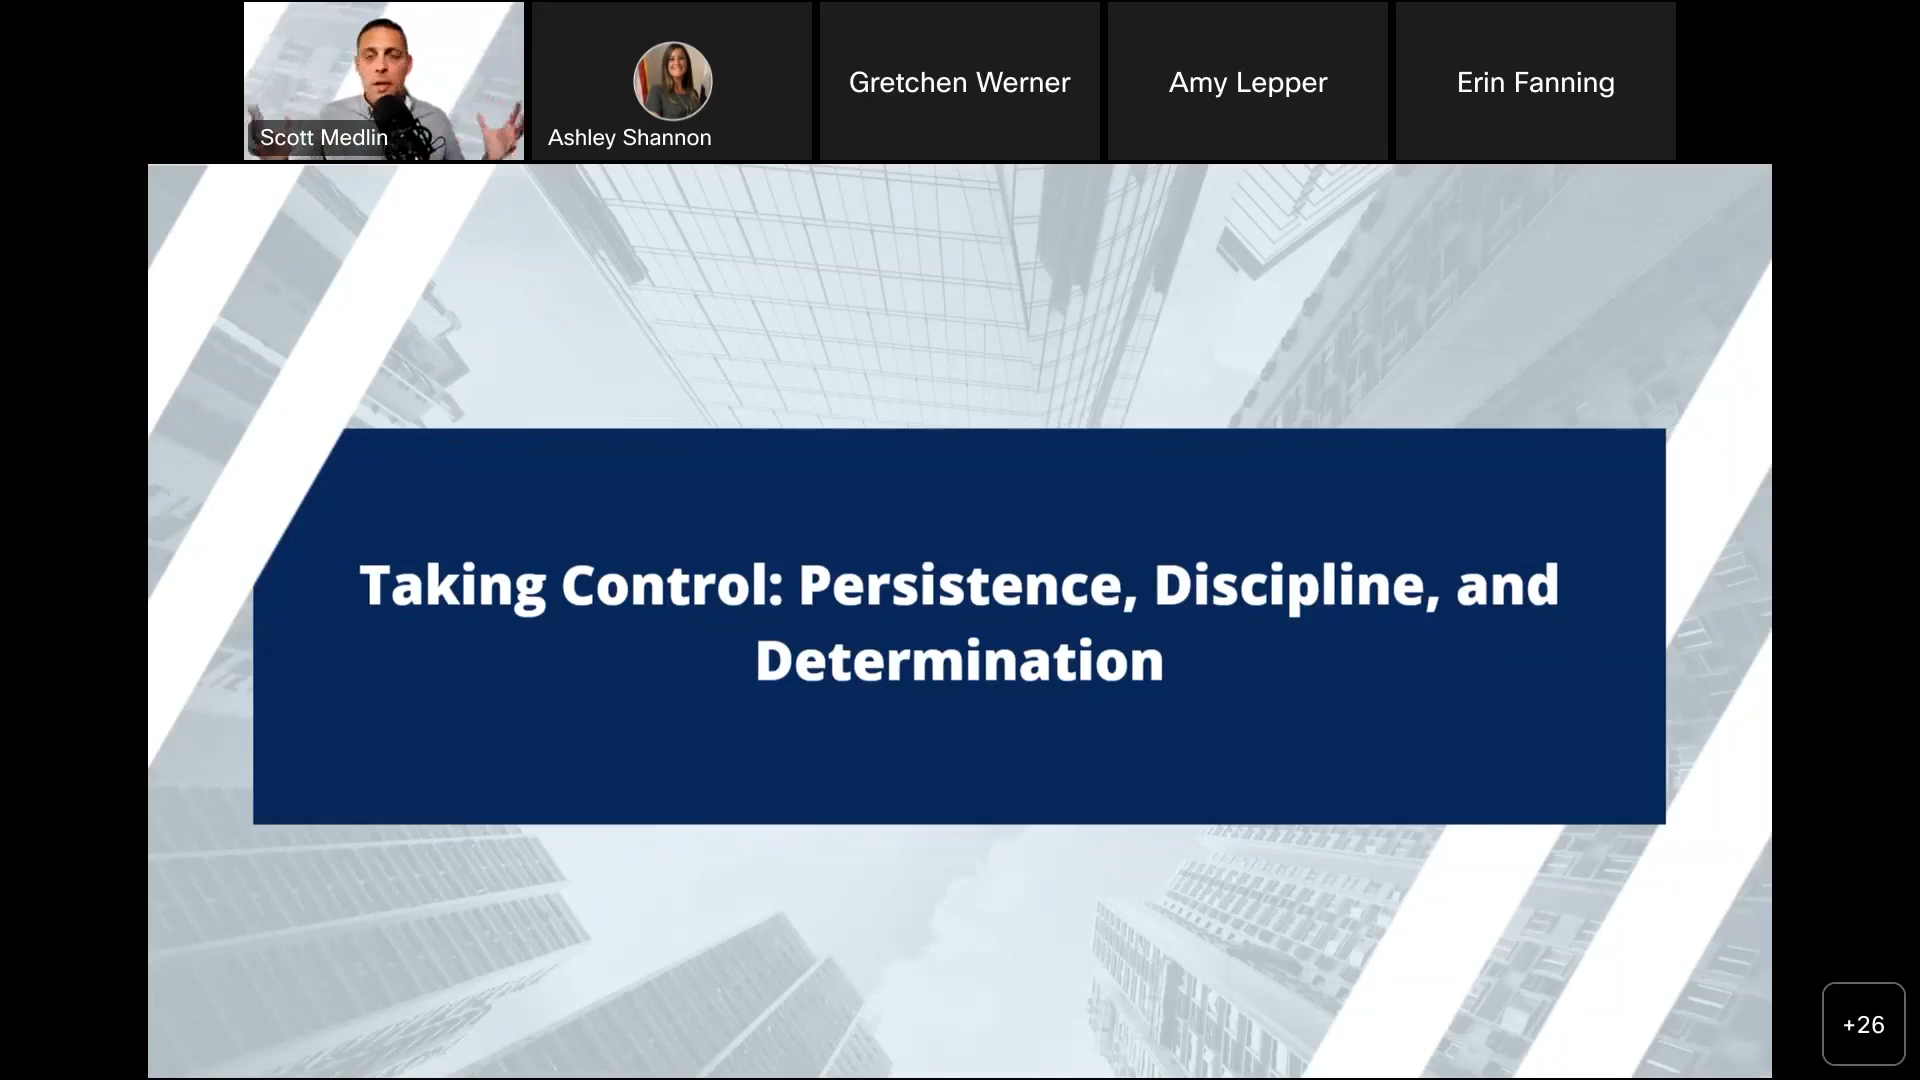 Scott Medlin
Ashley Shannon
Gretchen Werner
Amy Lepper
Erin Fanning
Taking Control: Persistence, Discipline, and
Determination
+26